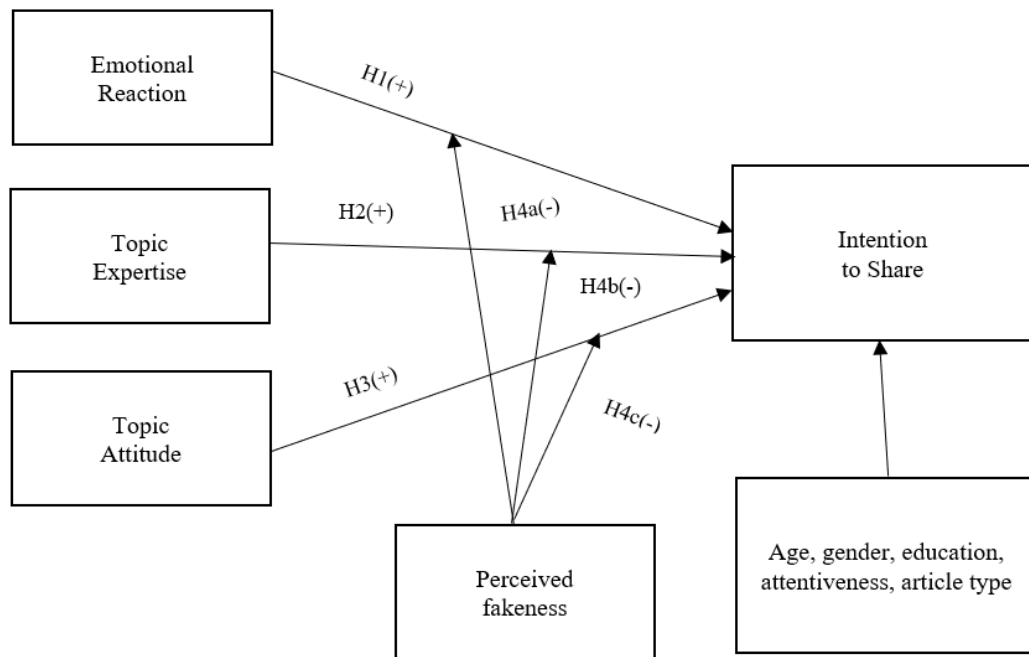 Emotional
Reaction
H1(+)
Topic
Expertise
H2(+)
H4a(-)
Intention
to Share
H4b(-)
Topic
Attitude
H3(+)
H4c(-)
Perceived
fakeness
Age, gender, education,
attentiveness, article type